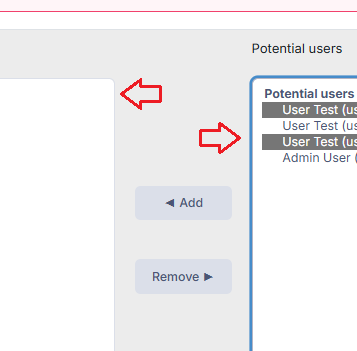 Potential users
Potential users
User Test (us
User Test (us
User Test (us
Admin User (
◄ Add
Remove ►